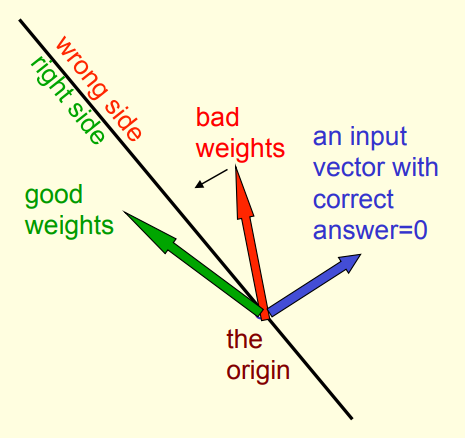 wrong side
right side
bad
weights
an input
vector with
correct
answer=0
good
weights
the
origin